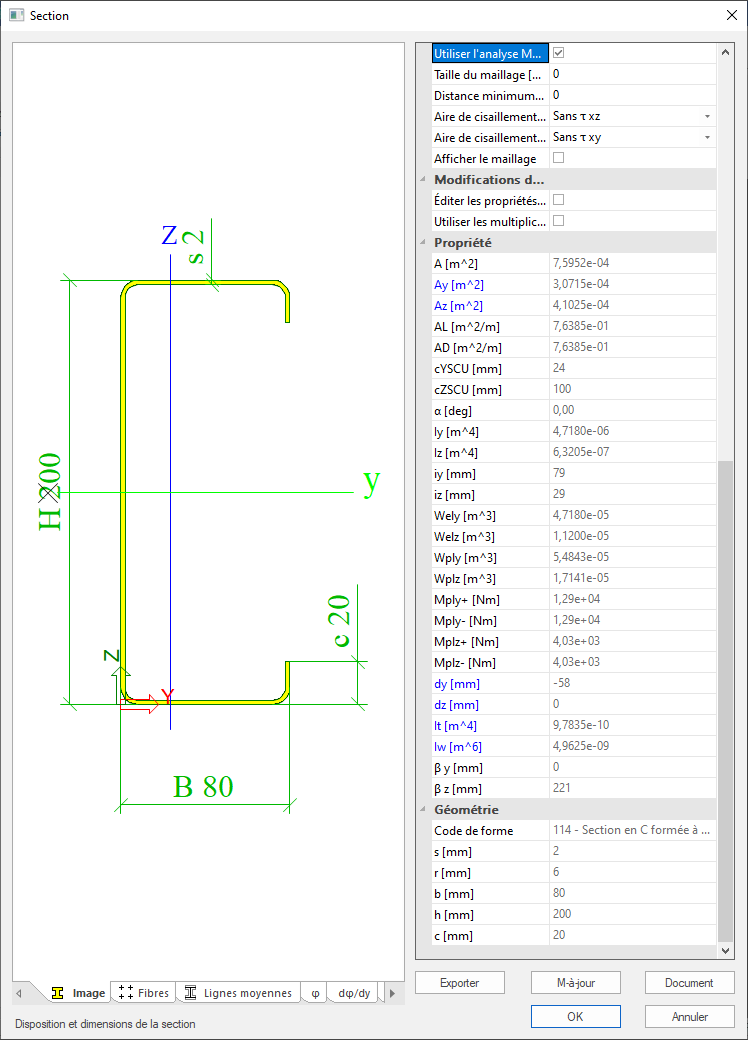 Section
Z
s 2
H 200
y
c 20
Z
Y
B 80
Image
Fibres
Lignes moyennes
φ
dφ/dy
Disposition et dimensions de la section
Utiliser l'analyse M...
Taille du maillage [... 0
Distance minimum... 0
Aire de cisaillement... Sans τ xz
Aire de cisaillement... Sans τ xy
Afficher le maillage
Modifications d...
Éditer les propriétés...
Utiliser les multiplic...
Propriété
A [m^2] 7,5952e-04
Ay [m^2] 3,0715e-04
Az [m^2] 4,1025e-04
AL [m^2/m] 7,6385e-01
AD [m^2/m] 7,6385e-01
cYSCU [mm] 24
cZSCU [mm] 100
α [deg] 0,00
Iy [m^4] 4,7180e-06
Iz [m^4] 6,3205e-07
iy [mm] 79
iz [mm] 29
Wely [m^3] 4,7180e-05
Welz [m^3] 1,1200e-05
Wply [m^3] 5,4843e-05
Wplz [m^3] 1,7141e-05
Mply+ [Nm] 1,29e+04
Mply- [Nm] 1,29e+04
Mplz+ [Nm] 4,03e+03
Mplz- [Nm] 4,03e+03
dy [mm] -58
dz [mm] 0
It [m^4] 9,7835e-10
Iw [m^6] 4,9625e-09
β y [mm] 0
β z [mm] 221
Géométrie
Code de forme 114 - Section en C formée à ...
s [mm] 2
r [mm] 6
b [mm] 80
h [mm] 200
c [mm] 20
Exporter
M-à-jour
Document
OK
Annuler